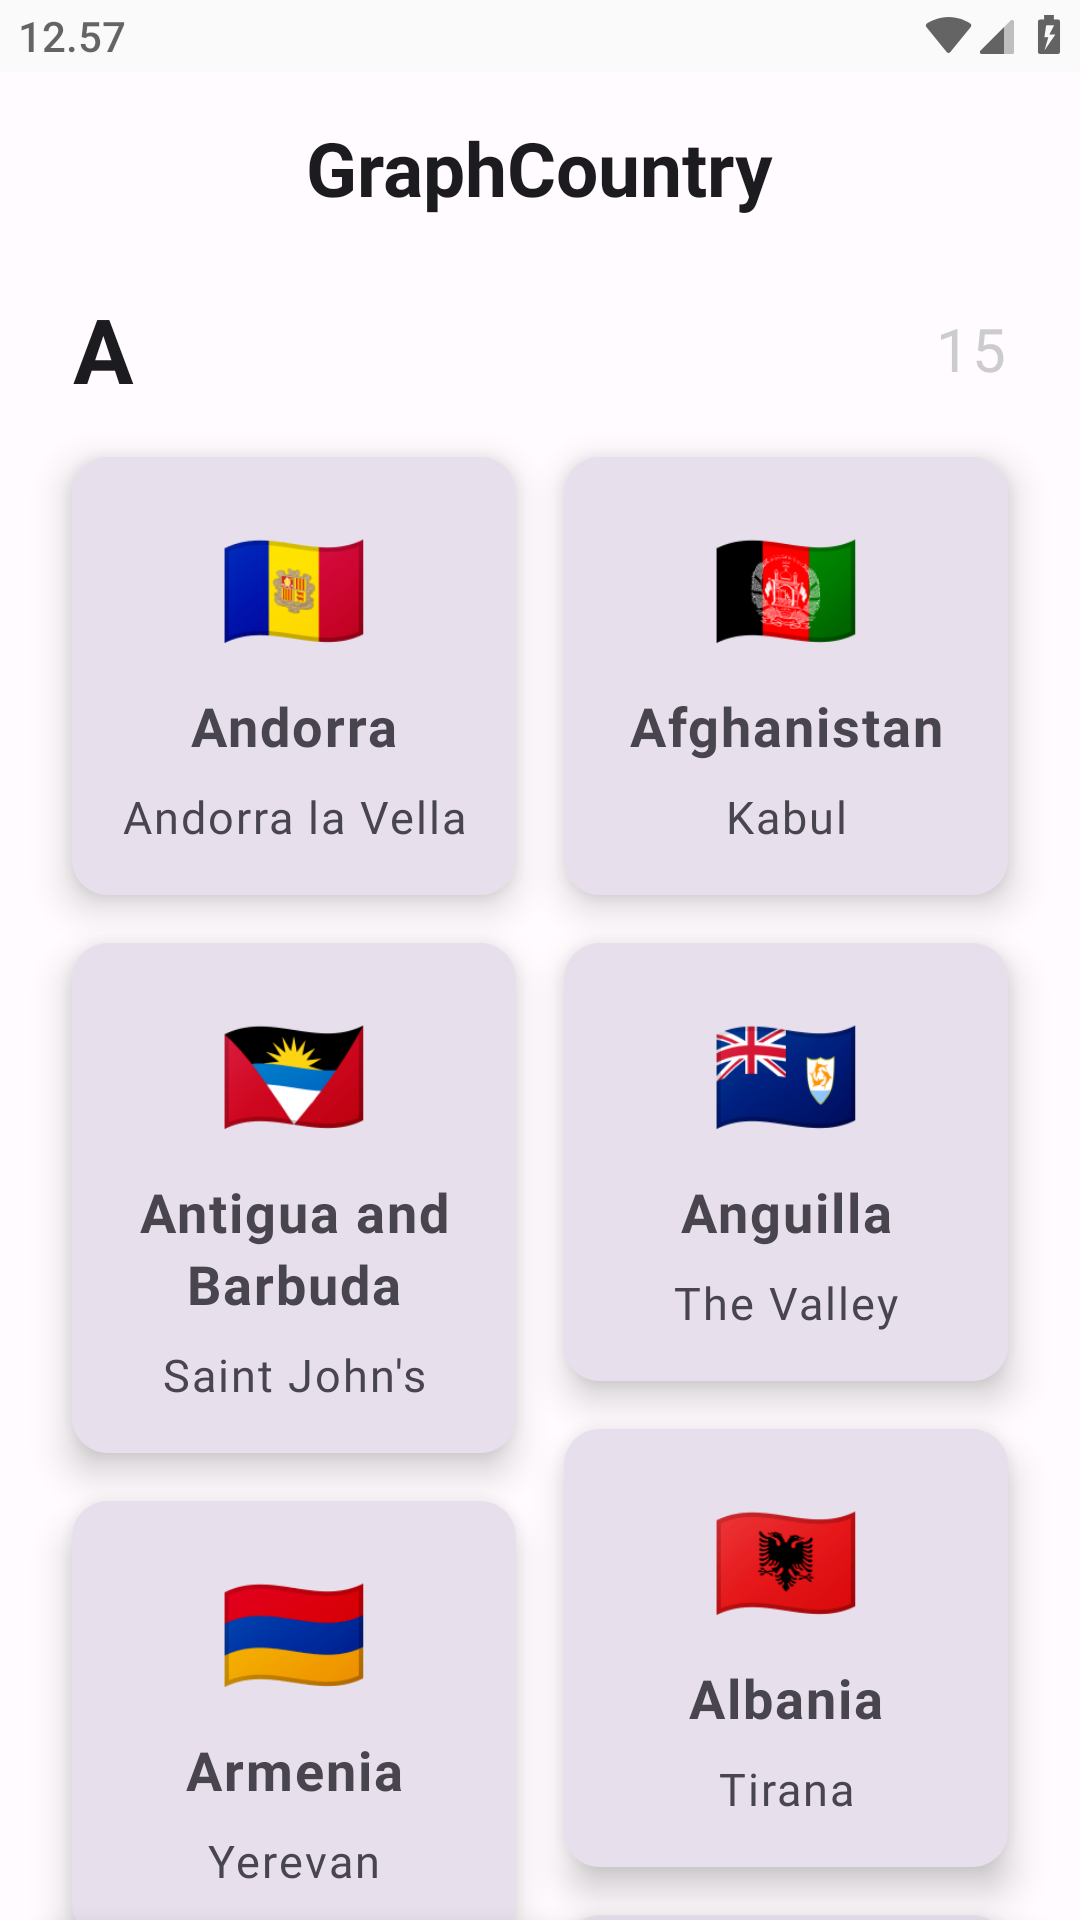 12.57
GraphCountry
A
15
Andorra
Andorra la Vella
Afghanistan
Kabul
Antigua and
Barbuda
Saint John's
Anguilla
The Valley
Armenia
Yerevan
Albania
Tirana